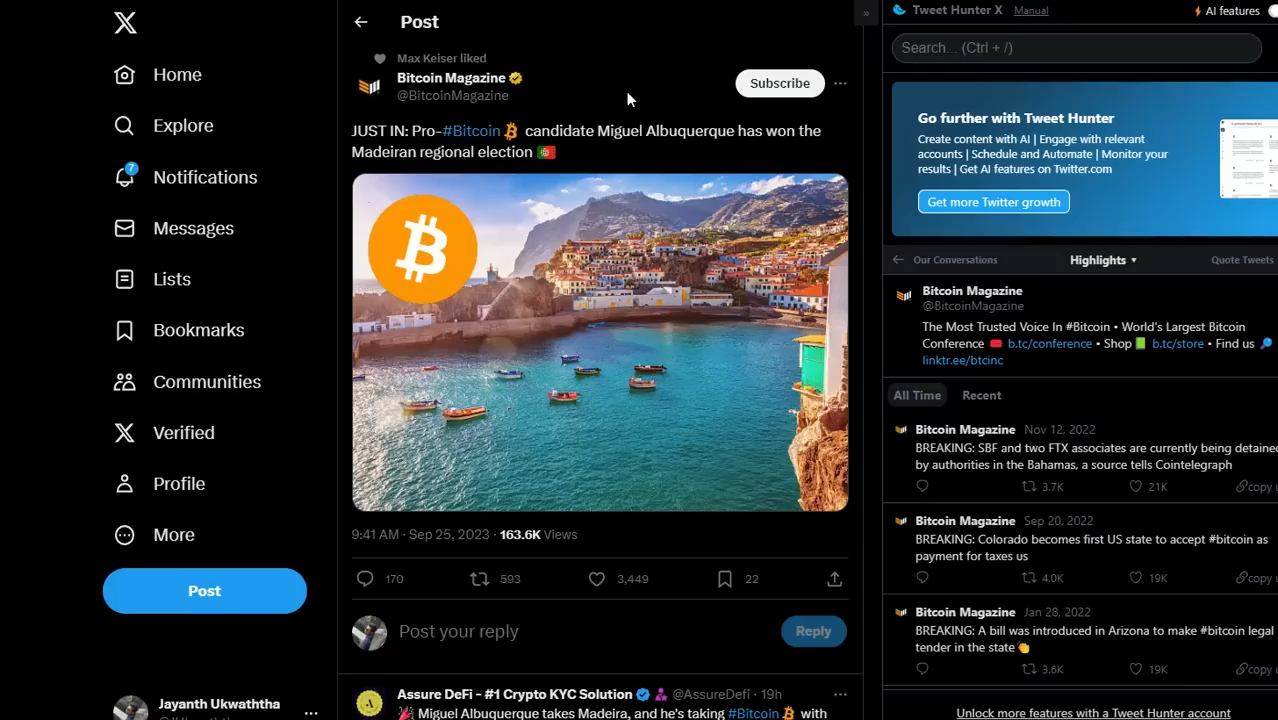 Home
Explore
7
Notifications
Messages
Lists
Bookmarks
Communities
Verified
Profile
More
Post
Jayanth Ukwaththa
Post
Max Keiser liked
Bitcoin Magazine
@BitcoinMagazine
Subscribe
JUST IN: Pro-#Bitcoin candidate Miguel Albuquerque has won the
Madeiran regional election 🇵🇹
9:41 AM · Sep 25, 2023 · 163.6K Views
170 593 3,449 22
Post your reply
Reply
Assure DeFi - #1 Crypto KYC Solution @AssureDefi · 19h
Miguel Albuquerque takes Madeira, and he's taking #Bitcoin with
»
Tweet Hunter X Manual
⚡ AI features
Search... (Ctrl + /)
Go further with Tweet Hunter
Create content with AI | Engage with relevant
accounts | Schedule and Automate | Monitor your
results | Get AI features on Twitter.com
Get more Twitter growth
← Our Conversations Highlights ▾ Quote Tweets
Bitcoin Magazine
@BitcoinMagazine
The Most Trusted Voice In #Bitcoin • World's Largest Bitcoin
Conference 🎟 b.tc/conference • Shop 📗 b.tc/store • Find us 🔎
linktr.ee/btcinc
All Time Recent
Bitcoin Magazine Nov 12, 2022
BREAKING: SBF and two FTX associates are currently being detained
by authorities in the Bahamas, a source tells Cointelegraph
3.7K 21K copy
Bitcoin Magazine Sep 20, 2022
BREAKING: Colorado becomes first US state to accept #bitcoin as
payment for taxes us
4.0K 19K copy
Bitcoin Magazine Jan 28, 2022
BREAKING: A bill was introduced in Arizona to make #bitcoin legal
tender in the state 👏
3.6K 19K copy
Unlock more features with a Tweet Hunter account